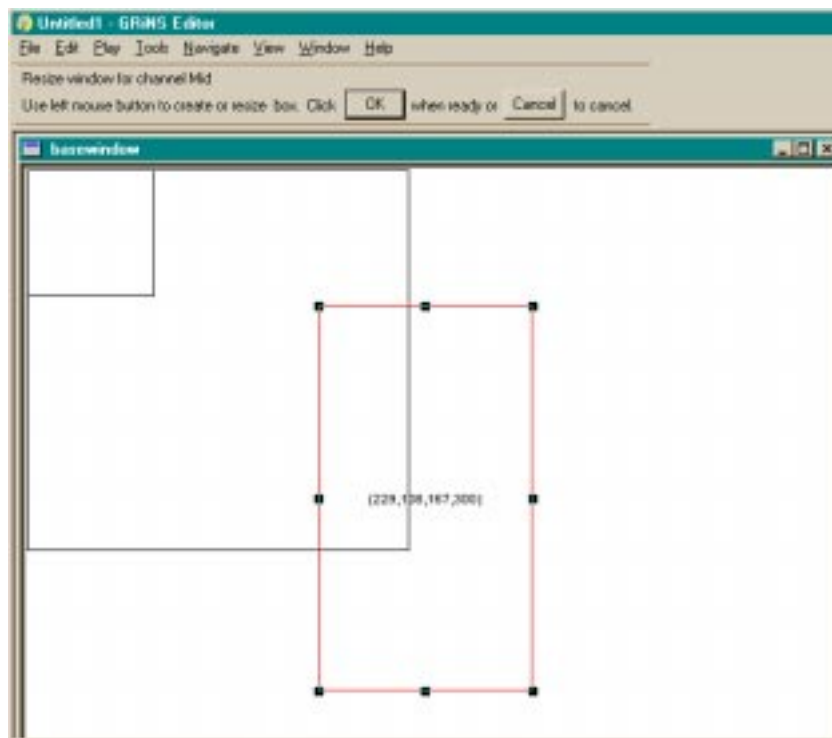 Untitled1 - GRiNS Editor
File Edit Play Tools Navigate View Window Help
Resize window for channel Mid
Use left mouse button to create or resize box. Click OK when ready or Cancel to cancel.
basewindow